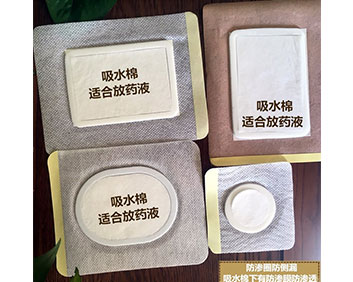 吸水棉
适合放药液
吸水棉
适合放药液
吸水棉
适合放药液
防渗圈防侧漏
吸水棉下有防渗膜防渗透